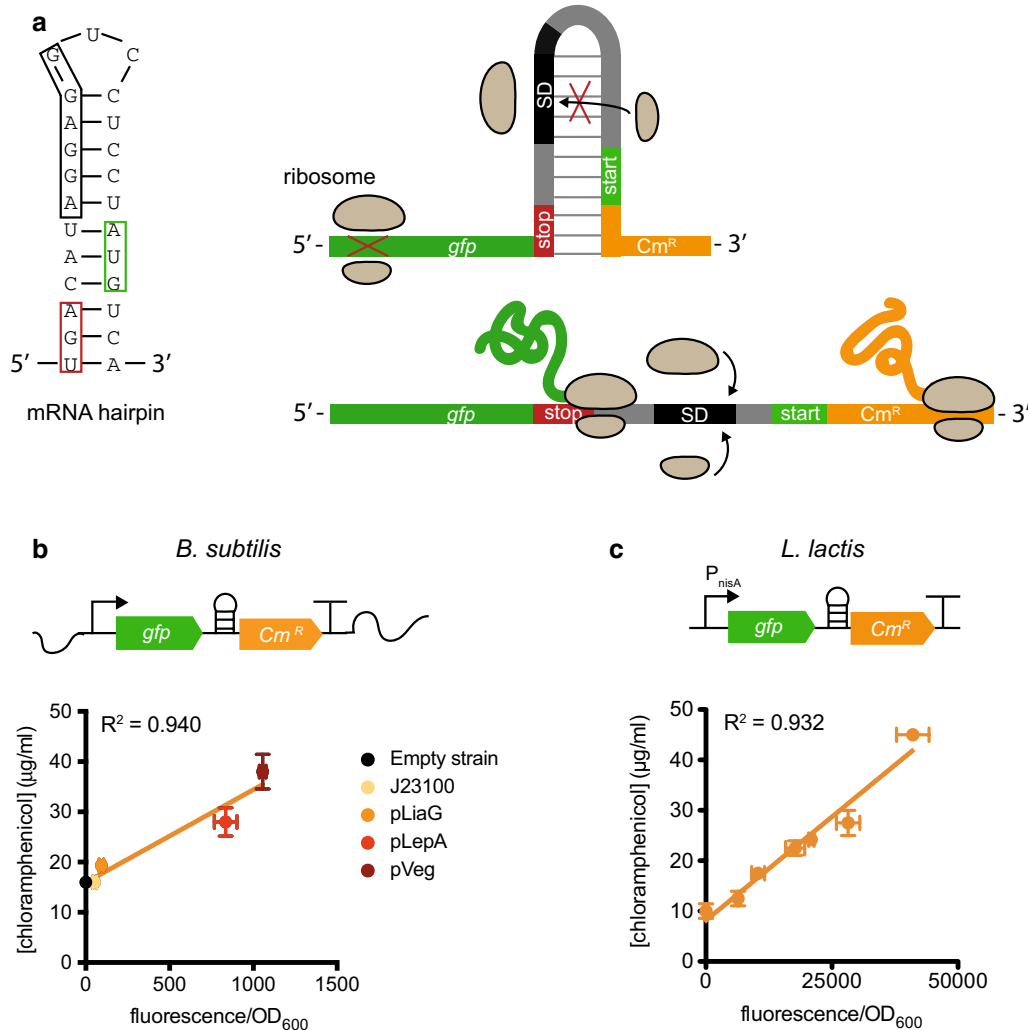 a
U
G C
G C
G U
A C
G C
G C
A U
U A
A U
C G
A U
G C
5′ U A 3′
mRNA hairpin
ribosome
SD
start
stop
5′ - gfp Cm^R - 3′
5′ - gfp stop SD start Cm^R - 3′
b B. subtilis
gfp Cm^R
[chloramphenicol] (µg/ml)
R² = 0.940
50
40
30
20
10
0
0 500 1000 1500
fluorescence/OD₆₀₀
Empty strain
J23100
pLiaG
pLepA
pVeg
c L. lactis
P_nisA
gfp Cm^R
[chloramphenicol] (µg/ml)
R² = 0.932
50
40
30
20
10
0
0 25000 50000
fluorescence/OD₆₀₀